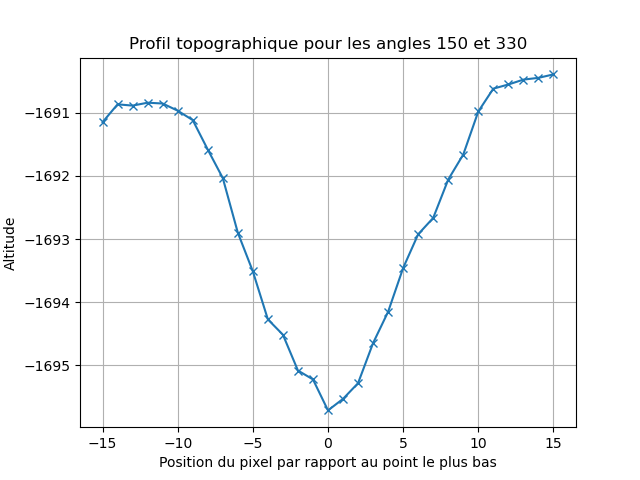 Profil topographique pour les angles 150 et 330
Altitude
−1691
−1692
−1693
−1694
−1695
−15 −10 −5 0 5 10 15
Position du pixel par rapport au point le plus bas